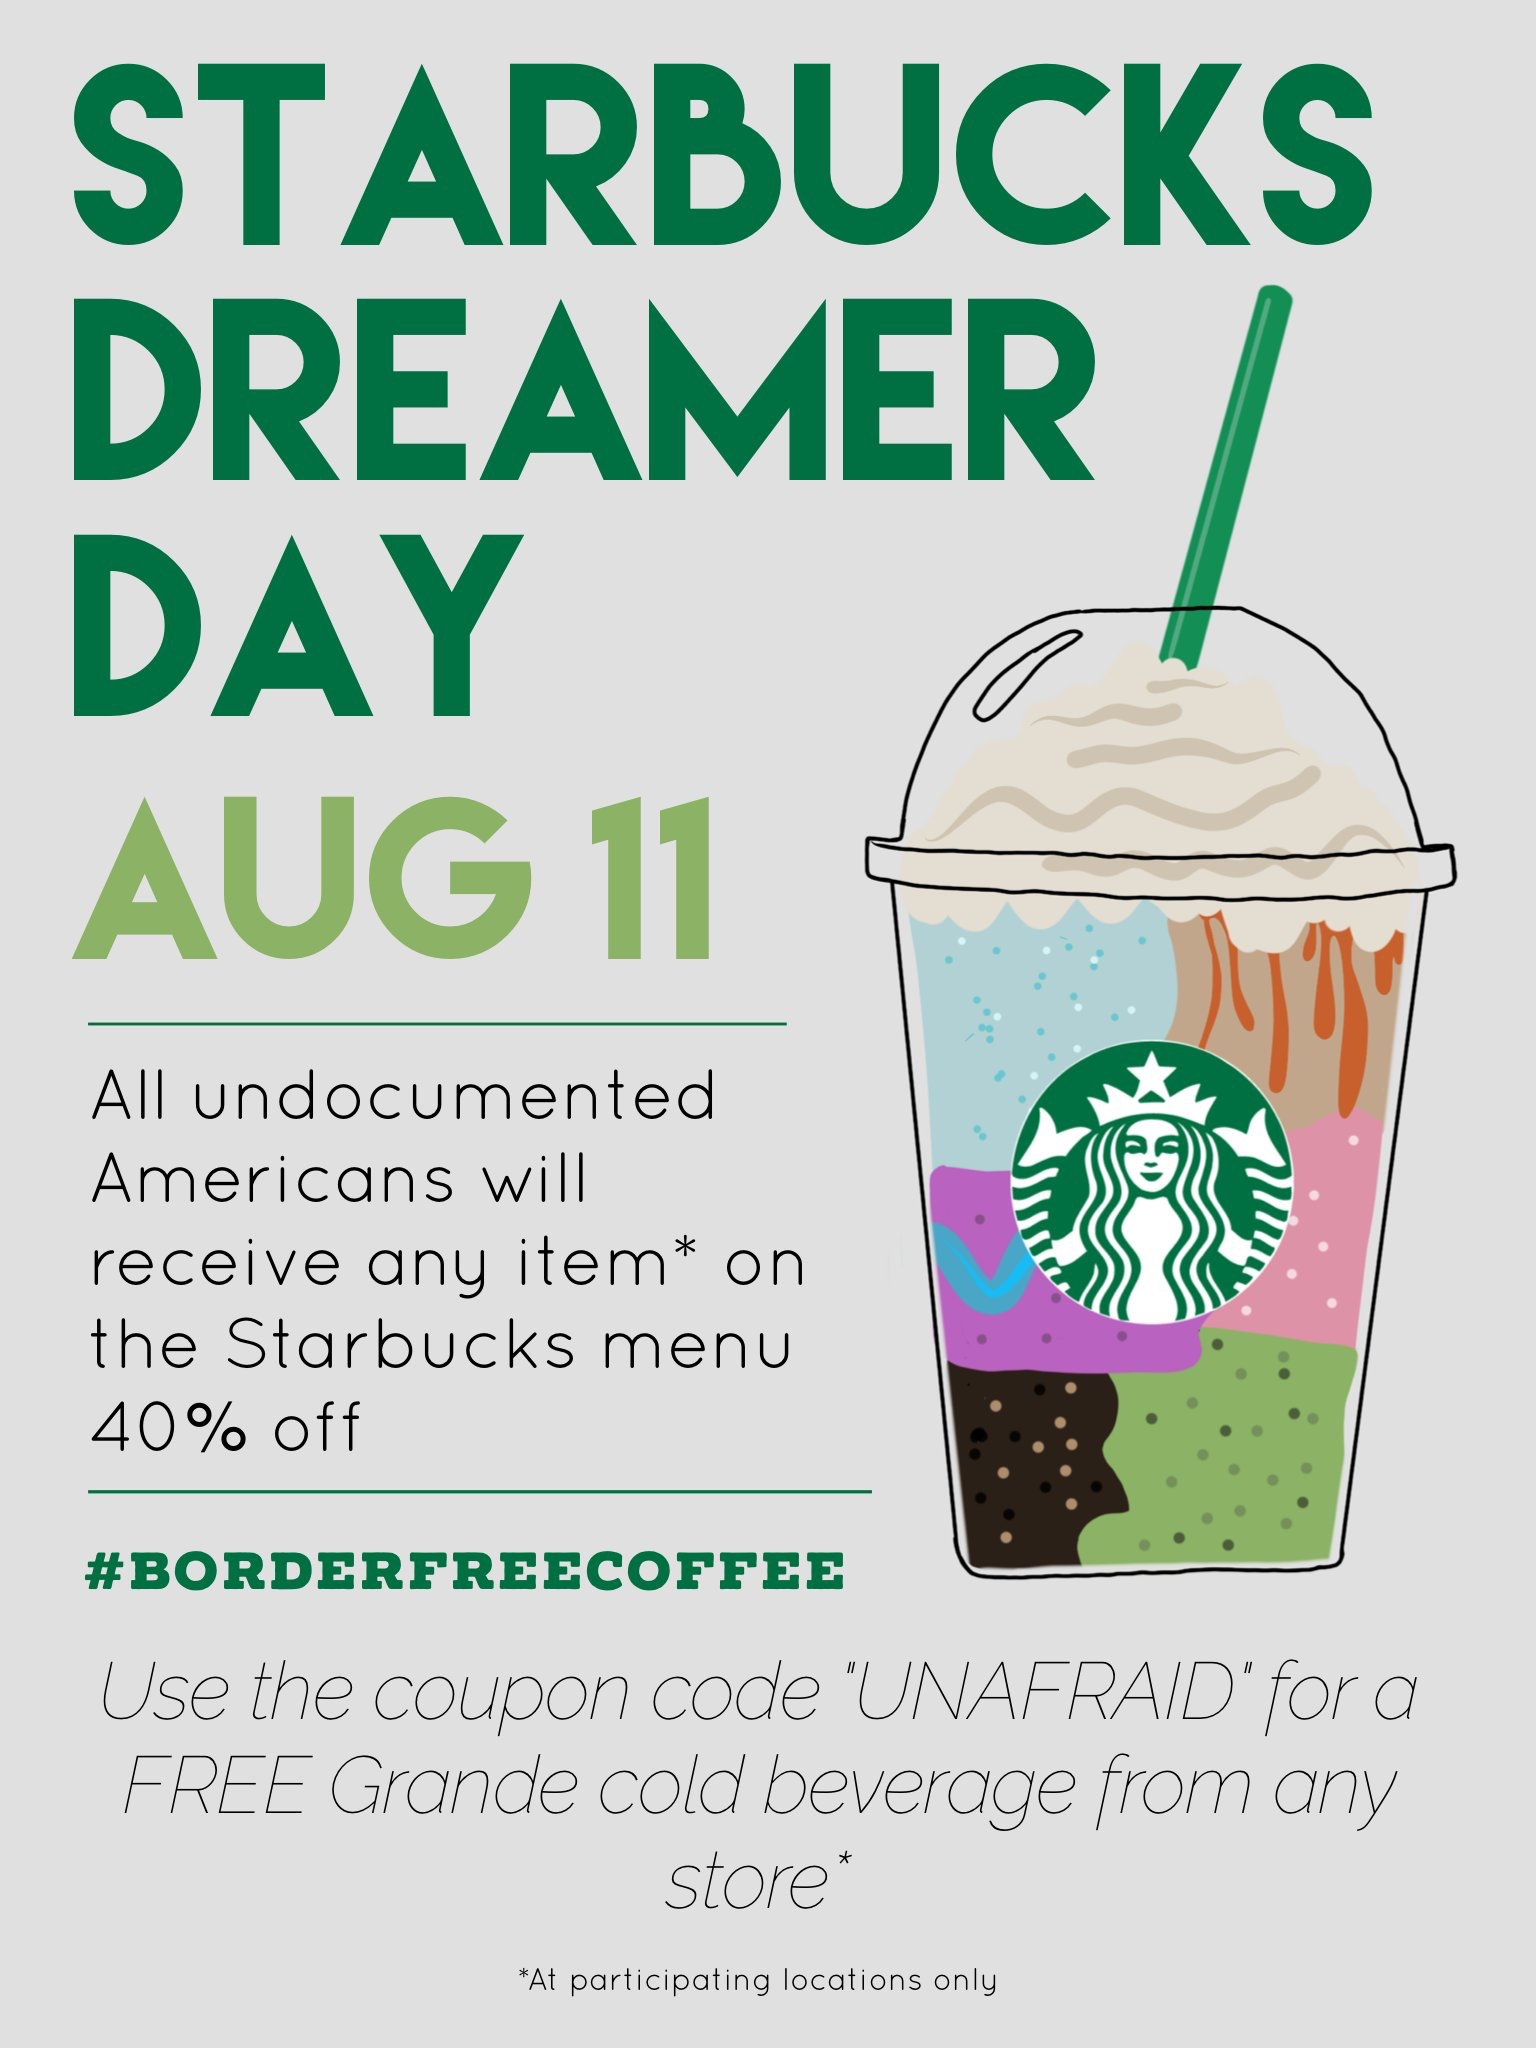 STARBUCKS
DREAMER
DAY
AUG 11
All undocumented
Americans will
receive any item* on
the Starbucks menu
40% off
#BORDERFREECOFFEE
Use the coupon code "UNAFRAID" for a
FREE Grande cold beverage from any
store*
*At participating locations only